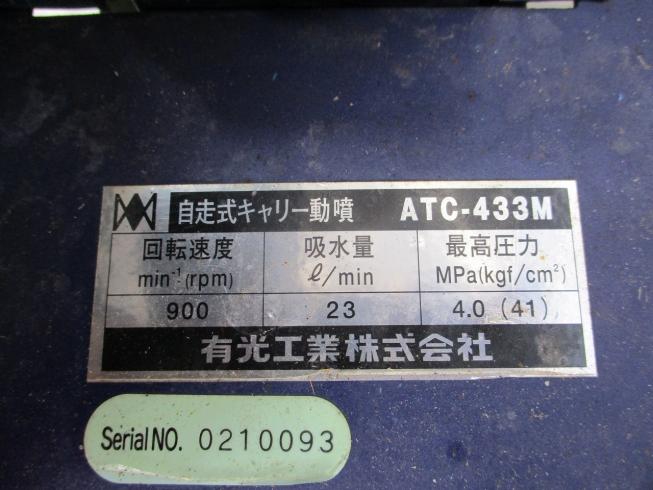 自走式キャリー動噴 ATC-433M
回転速度 吸水量 最高圧力
min⁻¹(rpm) ℓ/min MPa(kgf/cm²)
900 23 4.0 (41)
有光工業株式会社
Serial NO. 0210093